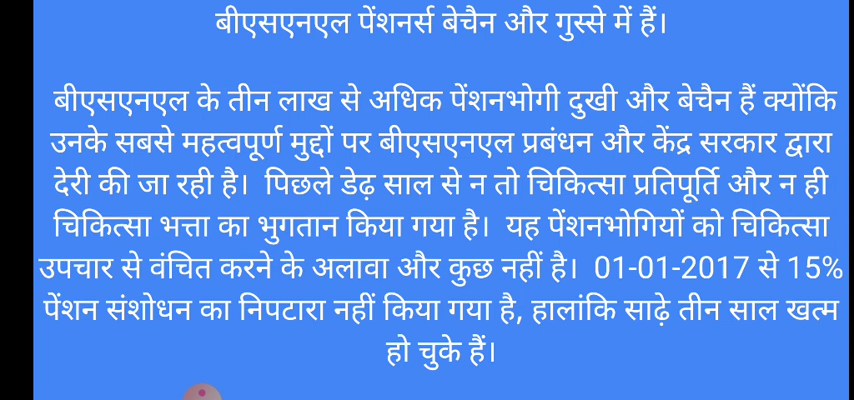 बीएसएनएल पेंशनर्स बेचैन और गुस्से में हैं।
बीएसएनएल के तीन लाख से अधिक पेंशनभोगी दुखी और बेचैन हैं क्योंकि
उनके सबसे महत्वपूर्ण मुद्दों पर बीएसएनएल प्रबंधन और केंद्र सरकार द्वारा
देरी की जा रही है। पिछले डेढ़ साल से न तो चिकित्सा प्रतिपूर्ति और न ही
चिकित्सा भत्ता का भुगतान किया गया है। यह पेंशनभोगियों को चिकित्सा
उपचार से वंचित करने के अलावा और कुछ नहीं है। 01-01-2017 से 15%
पेंशन संशोधन का निपटारा नहीं किया गया है, हालांकि साढ़े तीन साल खत्म
हो चुके हैं।